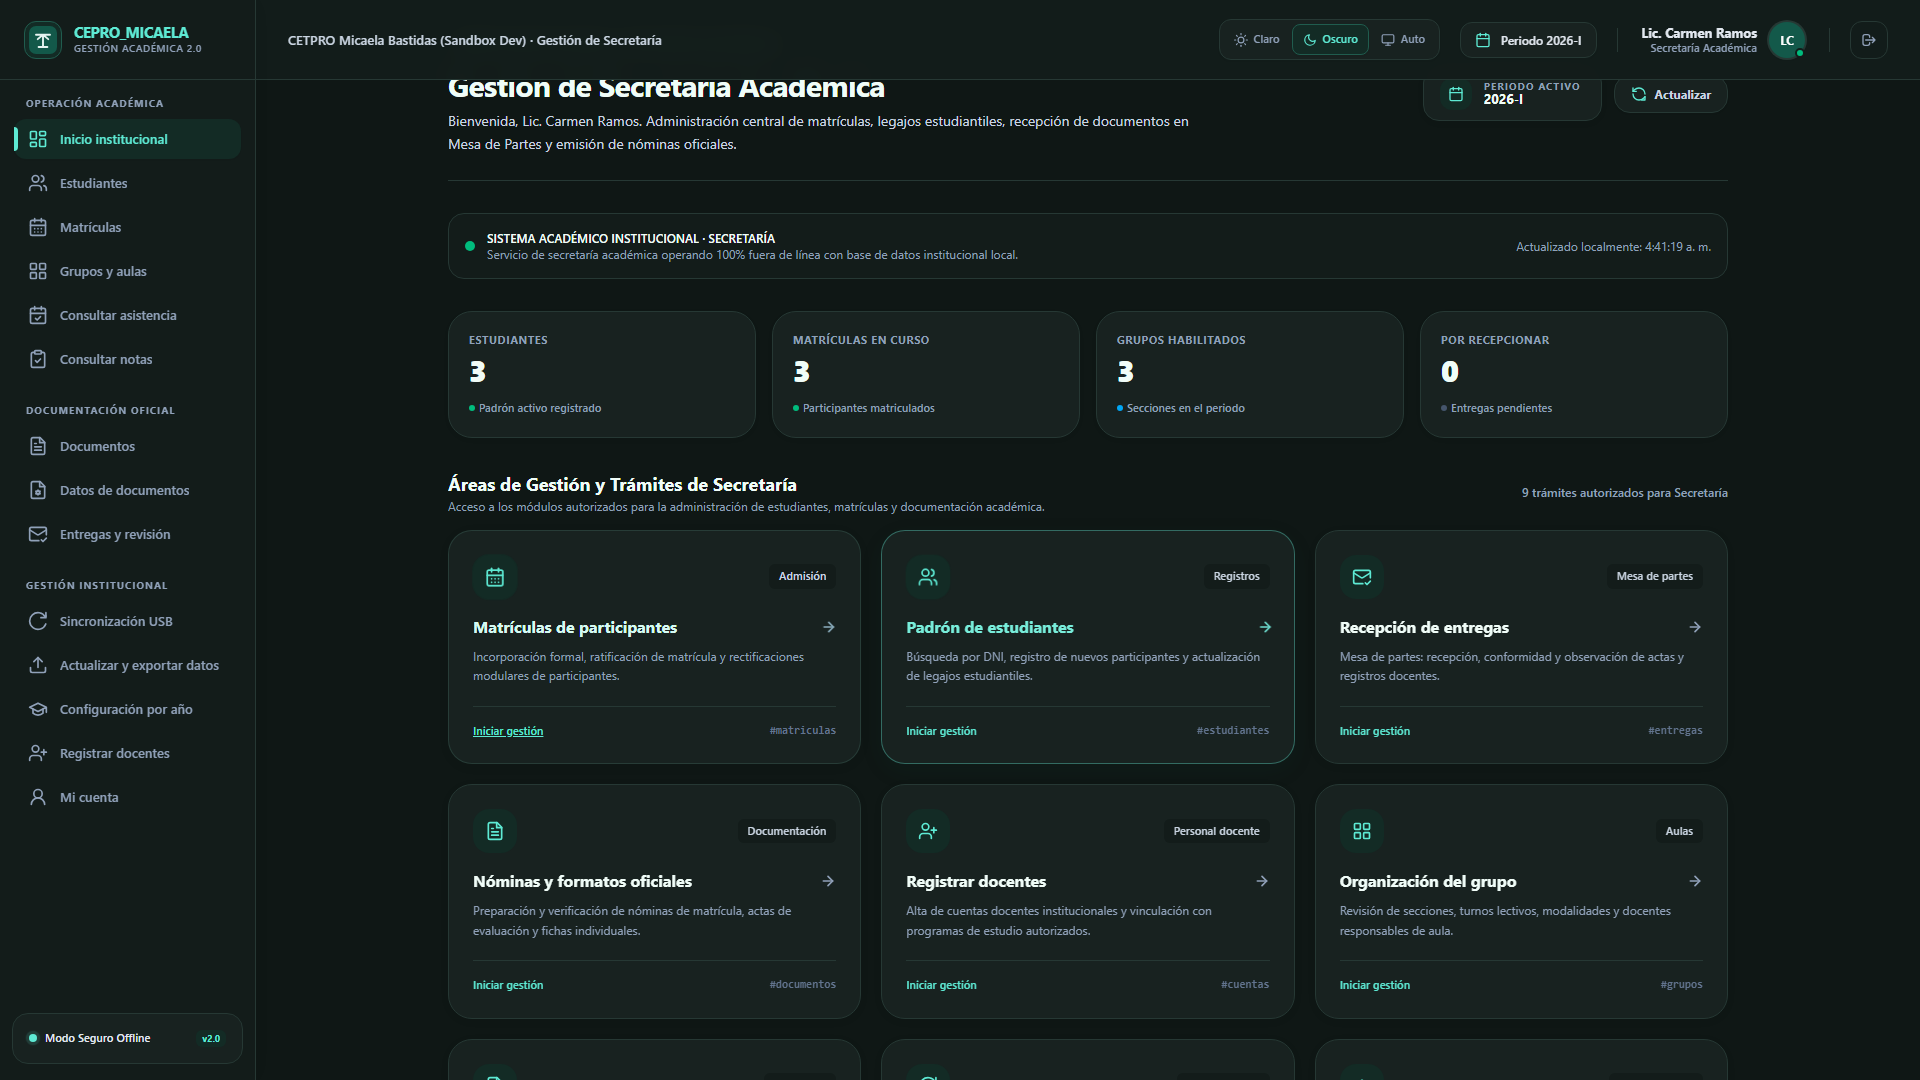 CEPRO_MICAELA
GESTIÓN ACADÉMICA 2.0
CETPRO Micaela Bastidas (Sandbox Dev) · Gestión de Secretaría
Claro
Oscuro
Auto
Periodo 2026-I
Lic. Carmen Ramos
Secretaría Académica
LC
OPERACIÓN ACADÉMICA
Inicio institucional
Estudiantes
Matrículas
Grupos y aulas
Consultar asistencia
Consultar notas
DOCUMENTACIÓN OFICIAL
Documentos
Datos de documentos
Entregas y revisión
GESTIÓN INSTITUCIONAL
Sincronización USB
Actualizar y exportar datos
Configuración por año
Registrar docentes
Mi cuenta
Modo Seguro Offline
v2.0
Gestión de Secretaría Académica
Bienvenida, Lic. Carmen Ramos. Administración central de matrículas, legajos estudiantiles, recepción de documentos en
Mesa de Partes y emisión de nóminas oficiales.
PERIODO ACTIVO
2026-I
Actualizar
SISTEMA ACADÉMICO INSTITUCIONAL · SECRETARÍA
Servicio de secretaría académica operando 100% fuera de línea con base de datos institucional local.
Actualizado localmente: 4:41:19 a. m.
ESTUDIANTES
3
Padrón activo registrado
MATRÍCULAS EN CURSO
3
Participantes matriculados
GRUPOS HABILITADOS
3
Secciones en el periodo
POR RECEPCIONAR
0
Entregas pendientes
Áreas de Gestión y Trámites de Secretaría
Acceso a los módulos autorizados para la administración de estudiantes, matrículas y documentación académica.
9 trámites autorizados para Secretaría
Admisión
Matrículas de participantes
Incorporación formal, ratificación de matrícula y rectificaciones
modulares de participantes.
Iniciar gestión
#matriculas
Registros
Padrón de estudiantes
Búsqueda por DNI, registro de nuevos participantes y actualización
de legajos estudiantiles.
Iniciar gestión
#estudiantes
Mesa de partes
Recepción de entregas
Mesa de partes: recepción, conformidad y observación de actas y
registros docentes.
Iniciar gestión
#entregas
Documentación
Nóminas y formatos oficiales
Preparación y verificación de nóminas de matrícula, actas de
evaluación y fichas individuales.
Iniciar gestión
#documentos
Personal docente
Registrar docentes
Alta de cuentas docentes institucionales y vinculación con
programas de estudio autorizados.
Iniciar gestión
#cuentas
Aulas
Organización del grupo
Revisión de secciones, turnos lectivos, modalidades y docentes
responsables de aula.
Iniciar gestión
#grupos